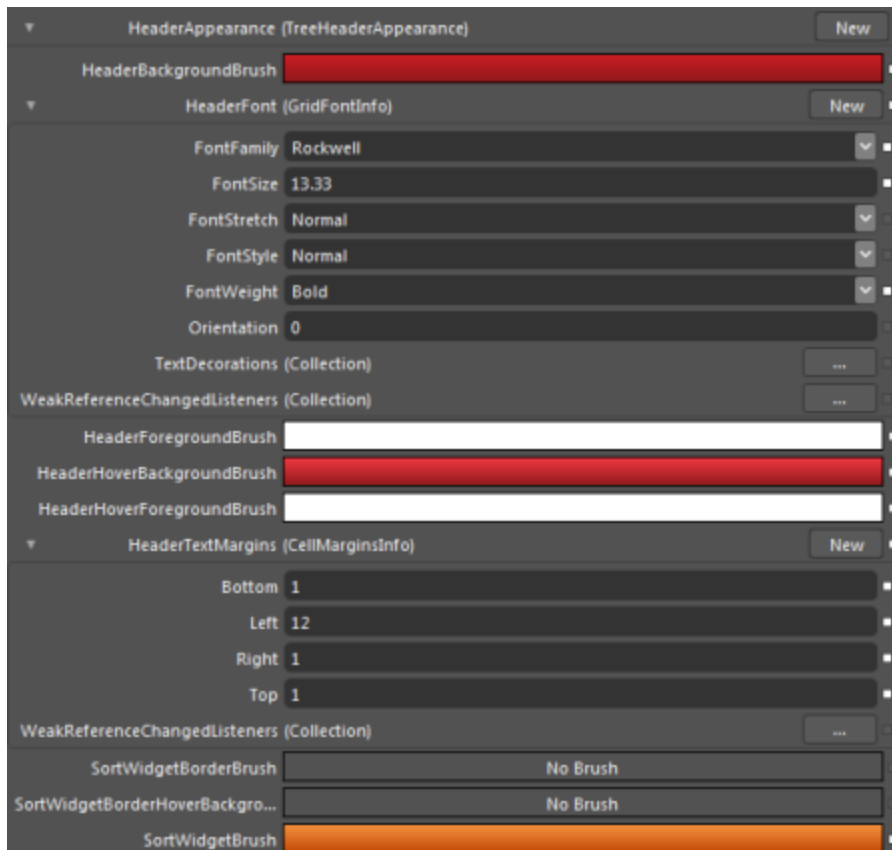 HeaderAppearance (TreeHeaderAppearance) New
HeaderBackgroundBrush
HeaderFont (GridFontInfo) New
FontFamily Rockwell
FontSize 13.33
FontStretch Normal
FontStyle Normal
FontWeight Bold
Orientation 0
TextDecorations (Collection) ...
WeakReferenceChangedListeners (Collection) ...
HeaderForegroundBrush
HeaderHoverBackgroundBrush
HeaderHoverForegroundBrush
HeaderTextMargins (CellMarginsInfo) New
Bottom 1
Left 12
Right 1
Top 1
WeakReferenceChangedListeners (Collection) ...
SortWidgetBorderBrush No Brush
SortWidgetBorderHoverBackgro... No Brush
SortWidgetBrush